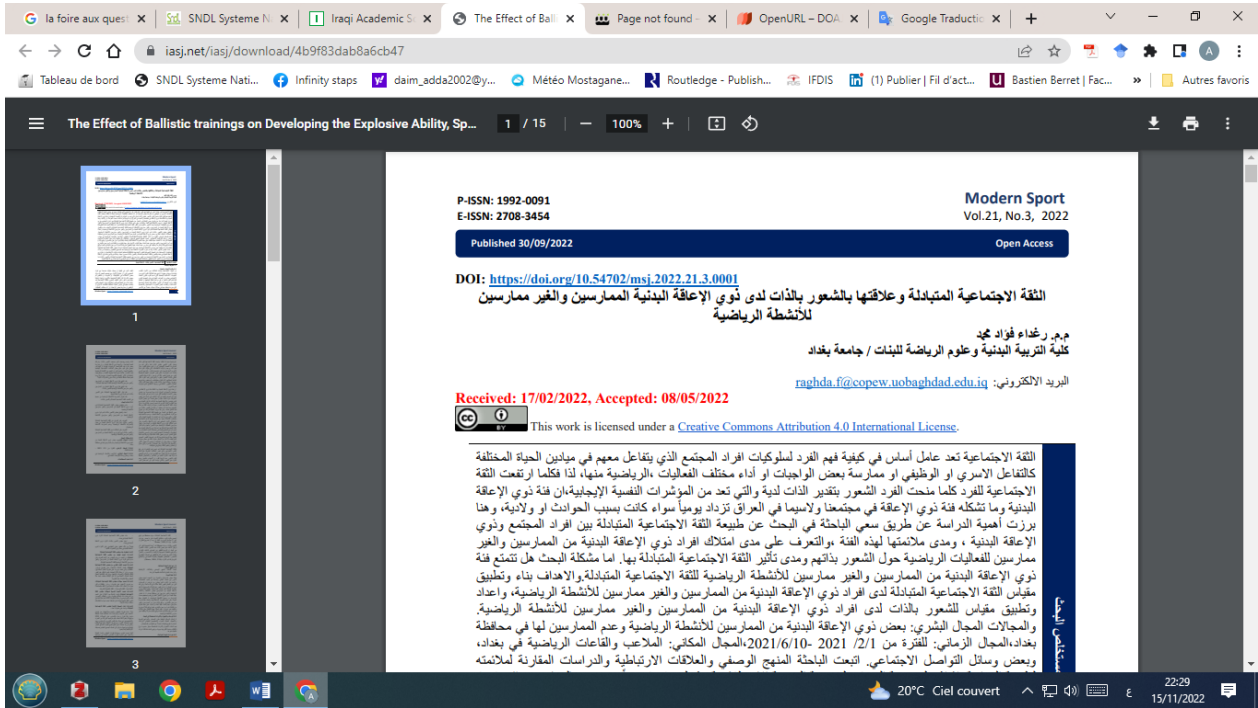 la foire aux quest
SNDL Systeme N
Iraqi Academic S
The Effect of Ball
Page not found -
OpenURL – DOA
Google Traductio
iasj.net/iasj/download/4b9f83dab8a6cb47
A
Tableau de bord
SNDL Systeme Nati...
Infinity staps
daim_adda2002@y...
Météo Mostagane...
Routledge - Publish...
IFDIS
(1) Publier | Fil d'act...
Bastien Berret | Fac...
»
Autres favoris
The Effect of Ballistic trainings on Developing the Explosive Ability, Sp...
1 / 15
100%
1
2
3
P-ISSN: 1992-0091
E-ISSN: 2708-3454
Modern Sport
Vol.21, No.3, 2022
Published 30/09/2022
Open Access
DOI: https://doi.org/10.54702/msj.2022.21.3.0001
الثقة الاجتماعية المتبادلة وعلاقتها بالشعور بالذات لدى ذوي الإعاقة البدنية الممارسين والغير ممارسين
للأنشطة الرياضية
م.م. رغداء فؤاد محمد
كلية التربية البدنية وعلوم الرياضة للبنات / جامعة بغداد
البريد الالكتروني: raghda.f@copew.uobaghdad.edu.iq
Received: 17/02/2022, Accepted: 08/05/2022
cc BY This work is licensed under a Creative Commons Attribution 4.0 International License.
مستخلص البحث
الثقة الاجتماعية تعد عامل أساس في كيفية فهم الفرد لسلوكيات افراد المجتمع الذي يتفاعل معهم في ميادين الحياة المختلفة
كالتفاعل الاسري او الوظيفي او ممارسة بعض الواجبات او أداء مختلف الفعاليات ،الرياضية منها، لذا فكلما ارتفعت الثقة
الاجتماعية للفرد كلما منحت الفرد الشعور بتقدير الذات لدية والتي تعد من المؤشرات النفسية الإيجابية،ان فئة ذوي الإعاقة
البدنية وما تشكله فئة ذوي الإعاقة في مجتمعنا ولاسيما في العراق تزداد يومياً سواء كانت بسبب الحوادث او ولادية، وهنا
برزت أهمية الدراسة عن طريق سعي الباحثة في البحث عن طبيعة الثقة الاجتماعية المتبادلة بين افراد المجتمع وذوي
الإعاقة البدنية ، ومدى ملائمتها لهذه الفئة ،والتعرف على مدى امتلاك افراد ذوي الإعاقة البدنية من الممارسين والغير
ممارسين للفعاليات الرياضية حول الشعور بذاتهم ومدى تأثير الثقة الاجتماعية المتبادلة بها. اما مشكلة البحث هل تتمتع فئة
ذوي الإعاقة البدنية من الممارسين والغير ممارسين للأنشطة الرياضية للثقة الاجتماعية المتبادلة,والاهداف بناء وتطبيق
مقياس الثقة الاجتماعية المتبادلة لدى افراد ذوي الإعاقة البدنية من الممارسين والغير ممارسين للأنشطة الرياضية، واعداد
وتطبيق مقياس للشعور بالذات لدى افراد ذوي الإعاقة البدنية من الممارسين والغير ممارسين للأنشطة الرياضية.
والمجالات المجال البشري: بعض ذوي الإعاقة البدنية من الممارسين للأنشطة الرياضية وعدم الممارسين لها في محافظة
بغداد،المجال الزماني: للفترة من 2/1/ 2021 -2021/6/10،المجال المكاني: الملاعب والقاعات الرياضية في بغداد،
وبعض وسائل التواصل الاجتماعي. اتبعت الباحثة المنهج الوصفي والعلاقات الارتباطية والدراسات المقارنة لملائمته
20°C Ciel couvert
ع
22:29
15/11/2022